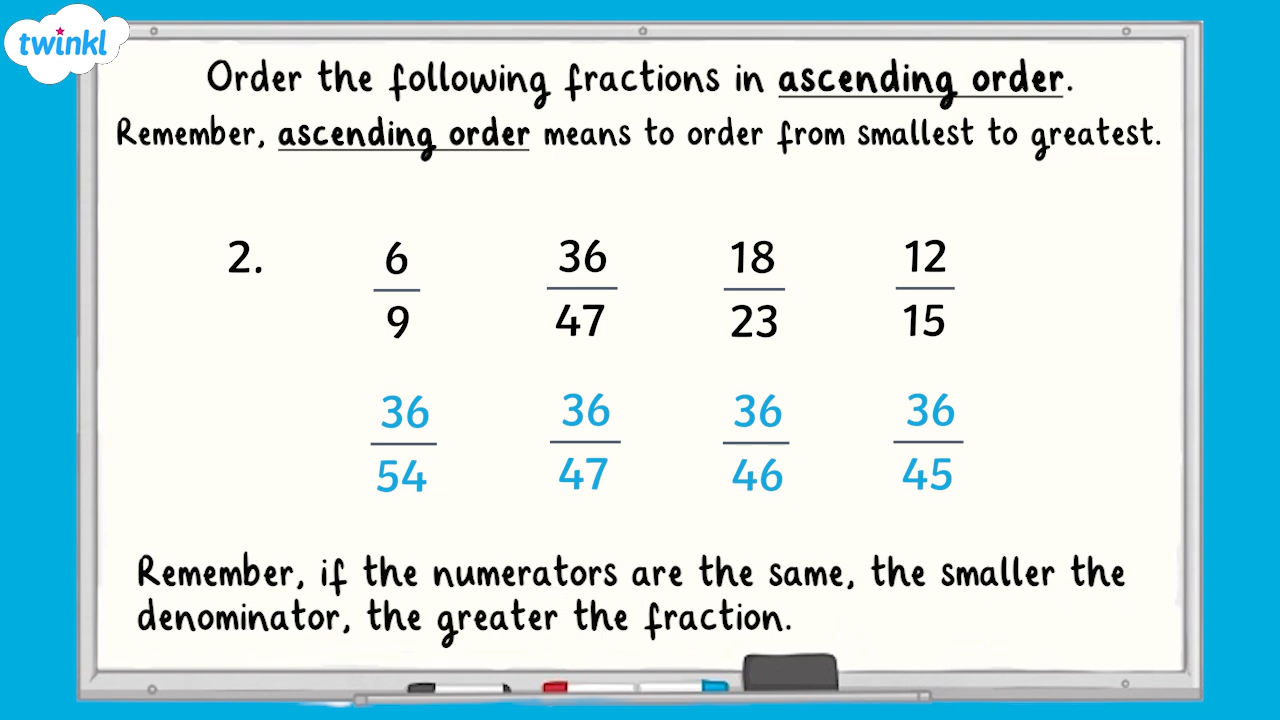 twinkl
Order the following fractions in ascending order.
Remember, ascending order means to order from smallest to greatest.
2. 6/9 36/47 18/23 12/15
36/54 36/47 36/46 36/45
Remember, if the numerators are the same, the smaller the
denominator, the greater the fraction.